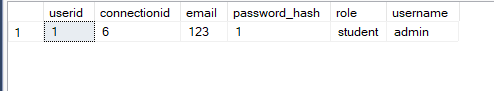 userid connectionid email password_hash role username
1 1 6 123 1 student admin